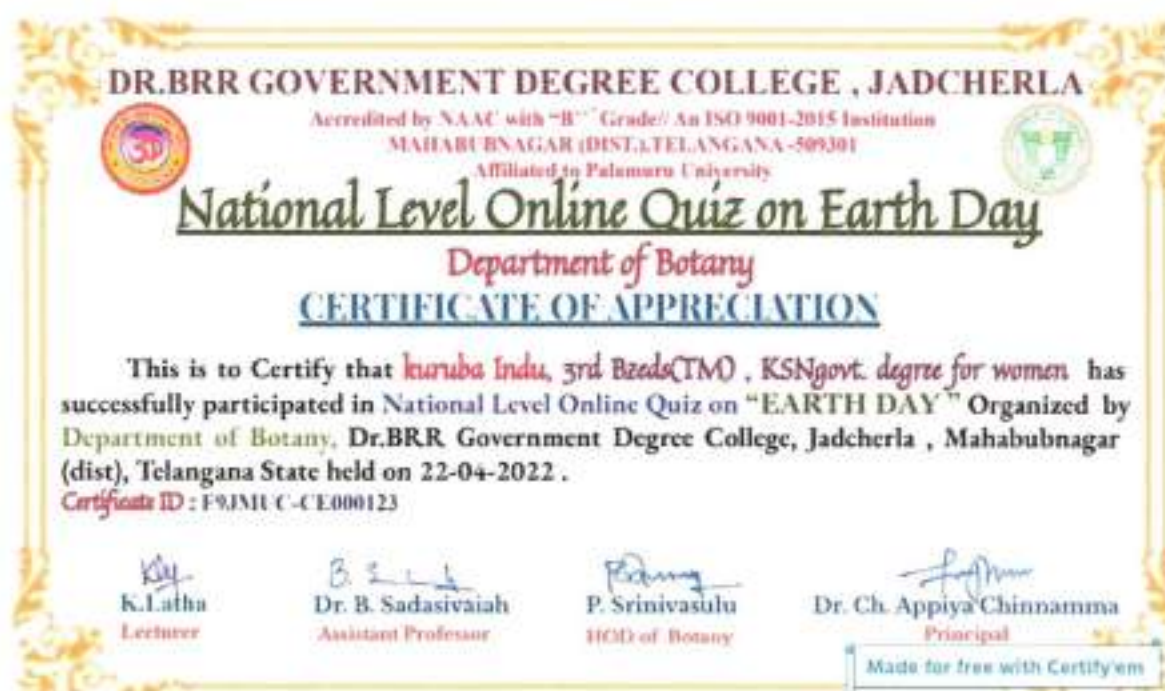 DR.BRR GOVERNMENT DEGREE COLLEGE , JADCHERLA
Accredited by NAAC with “B++ Grade// An ISO 9001-2015 Institution
MAHABUBNAGAR (DIST.),TELANGANA -509301
Affiliated to Palamuru University
National Level Online Quiz on Earth Day
Department of Botany
CERTIFICATE OF APPRECIATION
This is to Certify that kuruba Indu, 3rd Bzeds(TM) , KSNgovt. degree for women has
successfully participated in National Level Online Quiz on “EARTH DAY ” Organized by
Department of Botany, Dr.BRR Government Degree College, Jadcherla , Mahabubnagar
(dist), Telangana State held on 22-04-2022 .
Certificate ID : F9JMUC-CE000123
K.Latha Dr. B. Sadasivaiah P. Srinivasulu Dr. Ch. Appiya Chinnamma
Lecturer Assistant Professor HOD of Botany Principal
Made for free with Certify'em